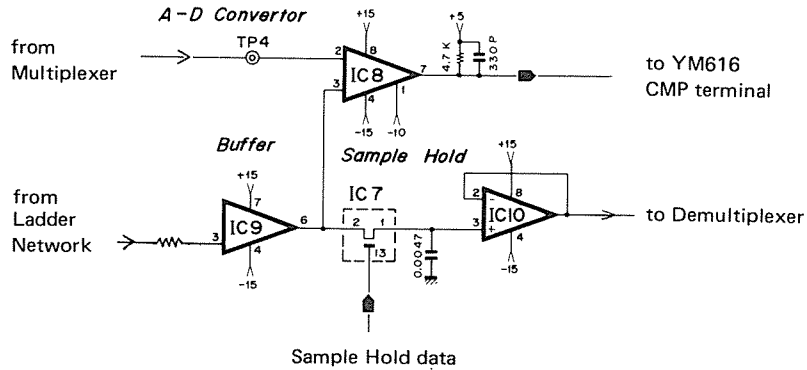 A-D Convertor
+15
+5
from
Multiplexer
TP4
2
8
IC8
3
4
1
7
-15
-10
4.7K
330P
to YM616
CMP terminal
Buffer
Sample Hold
+15
7
IC9
3
6
4
-15
from
Ladder
Network
IC7
2
1
13
0.0047
+15
2
-
8
IC10
3
+
4
-15
to Demultiplexer
Sample Hold data